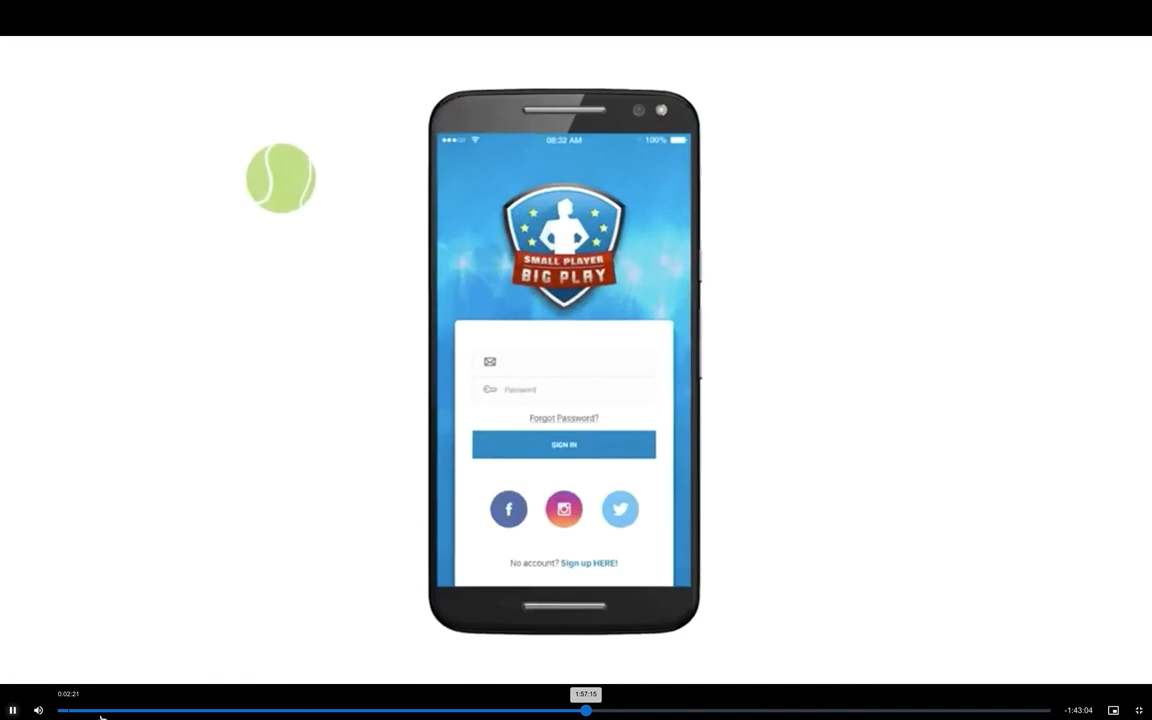 08:32 AM
100%
SMALL PLAYER
BIG PLAY
Password
Forgot Password?
SIGN IN
f
No account? Sign up HERE!
0:02:21
1:57:15
-1:43:04